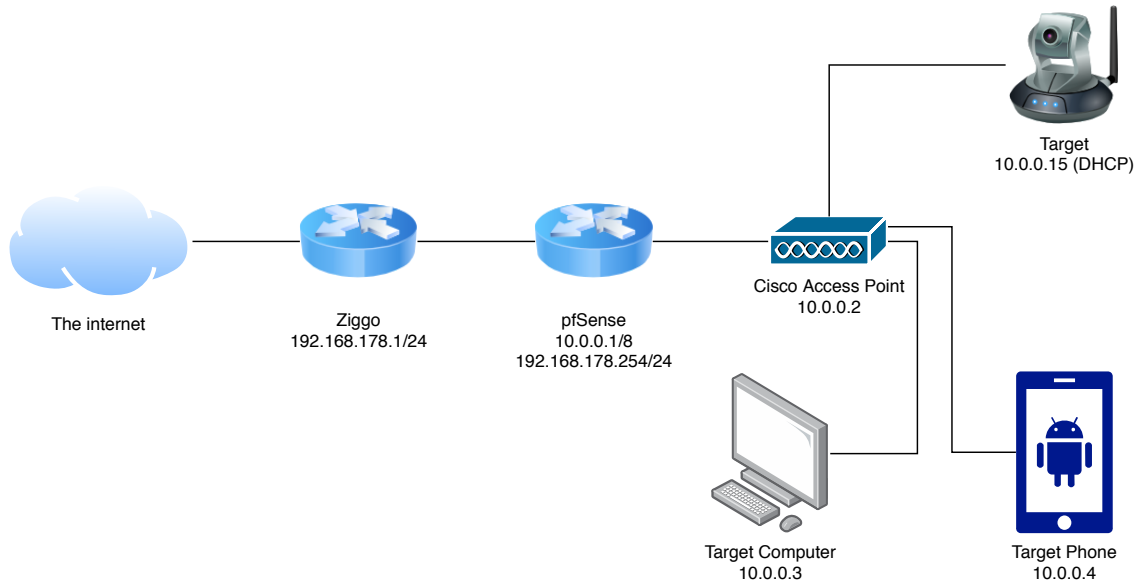 Target
10.0.0.15 (DHCP)
The internet
Ziggo
192.168.178.1/24
pfSense
10.0.0.1/8
192.168.178.254/24
Cisco Access Point
10.0.0.2
Target Computer
10.0.0.3
Target Phone
10.0.0.4